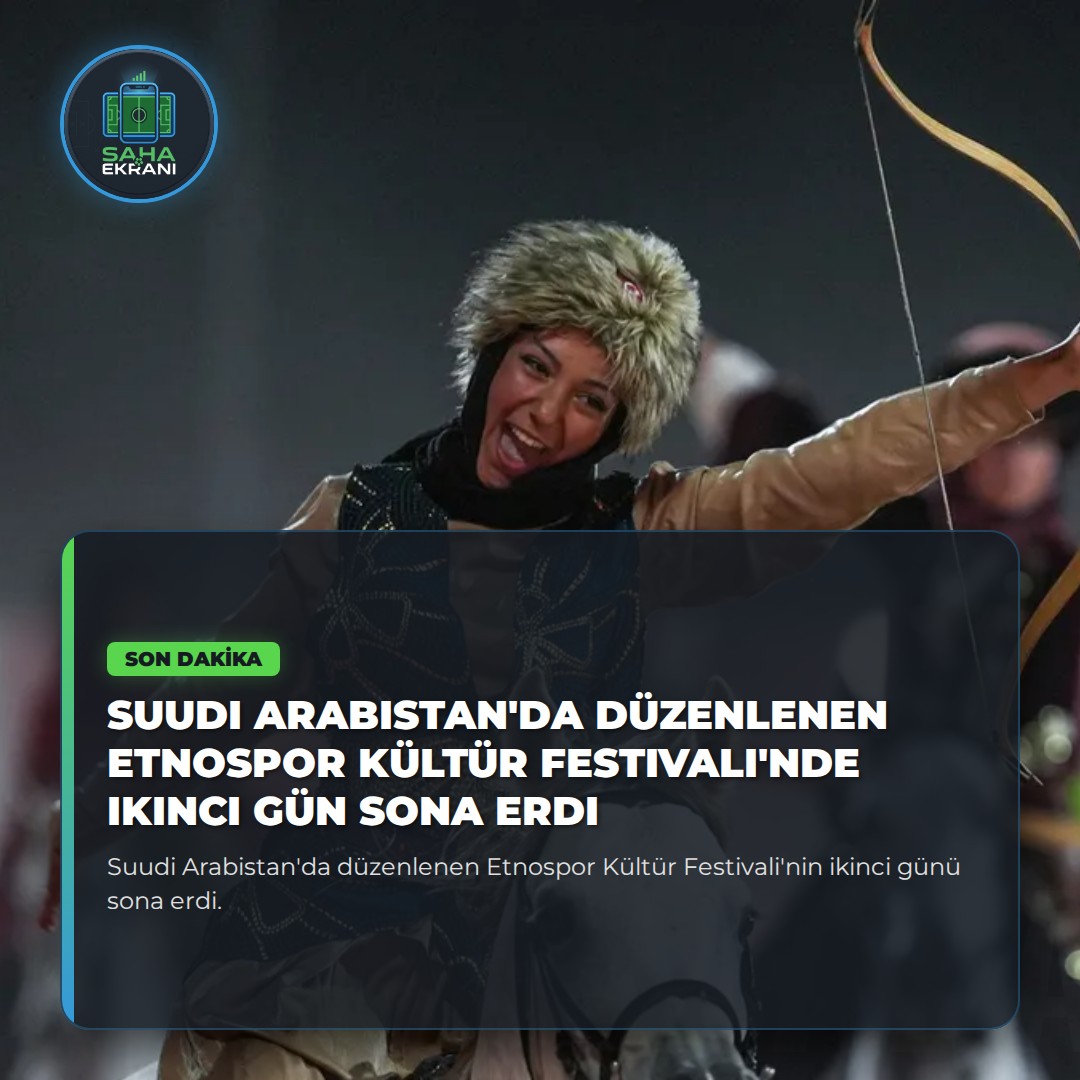 SAHA
EKRANI
SON DAKİKA
SUUDI ARABISTAN'DA DÜZENLENEN
ETNOSPOR KÜLTÜR FESTIVALI'NDE
IKINCI GÜN SONA ERDI
Suudi Arabistan'da düzenlenen Etnospor Kültür Festivali'nin ikinci günü
sona erdi.